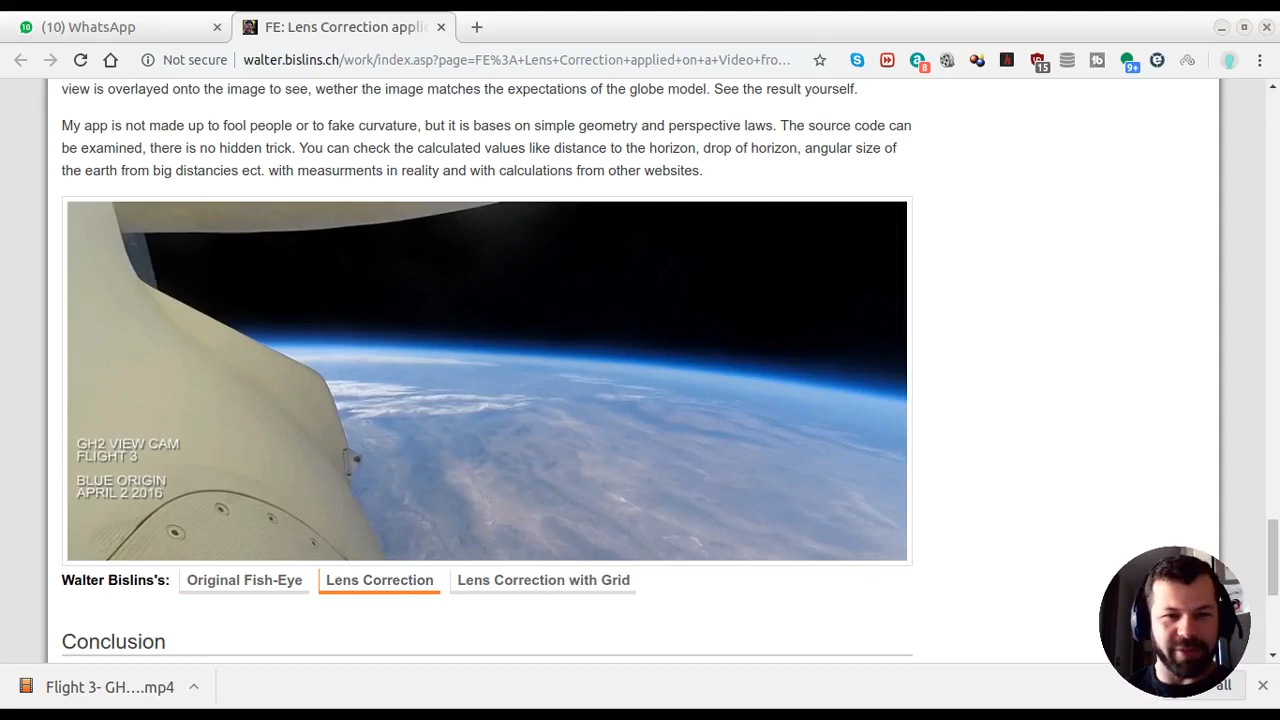 (10) WhatsApp
FE: Lens Correction appli
Not secure
walter.bislins.ch/work/index.asp?page=FE%3A+Lens+Correction+applied+on+a+Video+fro...
8
15
9+
view is overlayed onto the image to see, wether the image matches the expectations of the globe model. See the result yourself.
My app is not made up to fool people or to fake curvature, but it is bases on simple geometry and perspective laws. The source code can
be examined, there is no hidden trick. You can check the calculated values like distance to the horizon, drop of horizon, angular size of
the earth from big distancies ect. with measurments in reality and with calculations from other websites.
GH2 VIEW CAM
FLIGHT 3
BLUE ORIGIN
APRIL 2 2016
Walter Bislins's: Original Fish-Eye Lens Correction Lens Correction with Grid
Conclusion
Flight 3- GH....mp4
all